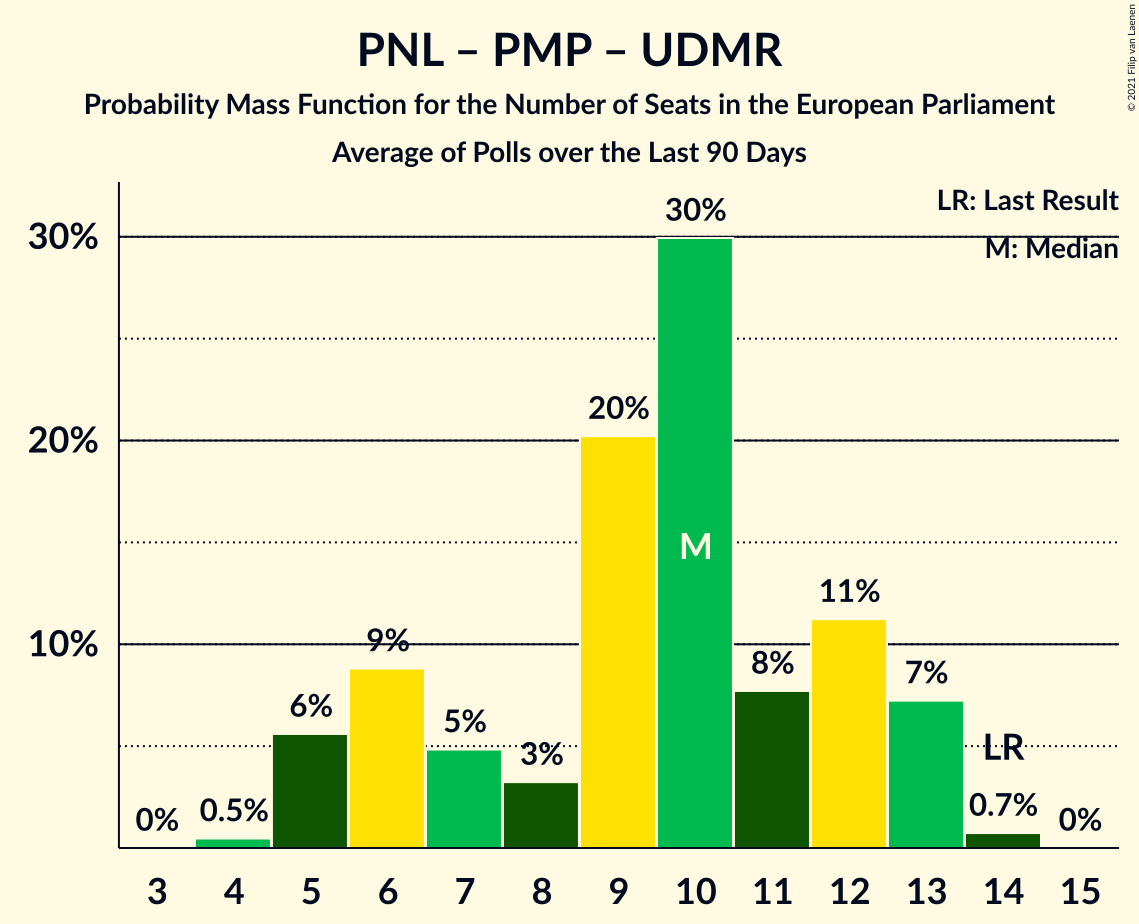 PNL – PMP – UDMR
Probability Mass Function for the Number of Seats in the European Parliament
Average of Polls over the Last 90 Days
© 2021 Filip van Laenen
LR: Last Result
M: Median
30%
20%
10%
0%
0.5%
6%
9%
5%
3%
20%
30%
M
8%
11%
7%
LR
0.7%
0%
3 4 5 6 7 8 9 10 11 12 13 14 15